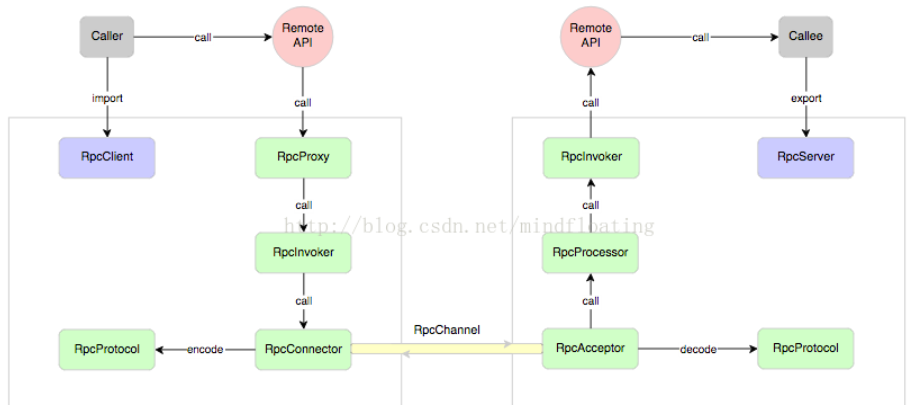 Caller
call
Remote
API
Remote
API
call
Callee
import
call
call
export
RpcClient
RpcProxy
RpcInvoker
RpcServer
call
call
http://blog.csdn.net/mindfloating
RpcInvoker
RpcProcessor
call
call
RpcChannel
RpcProtocol
encode
RpcConnector
RpcAcceptor
decode
RpcProtocol